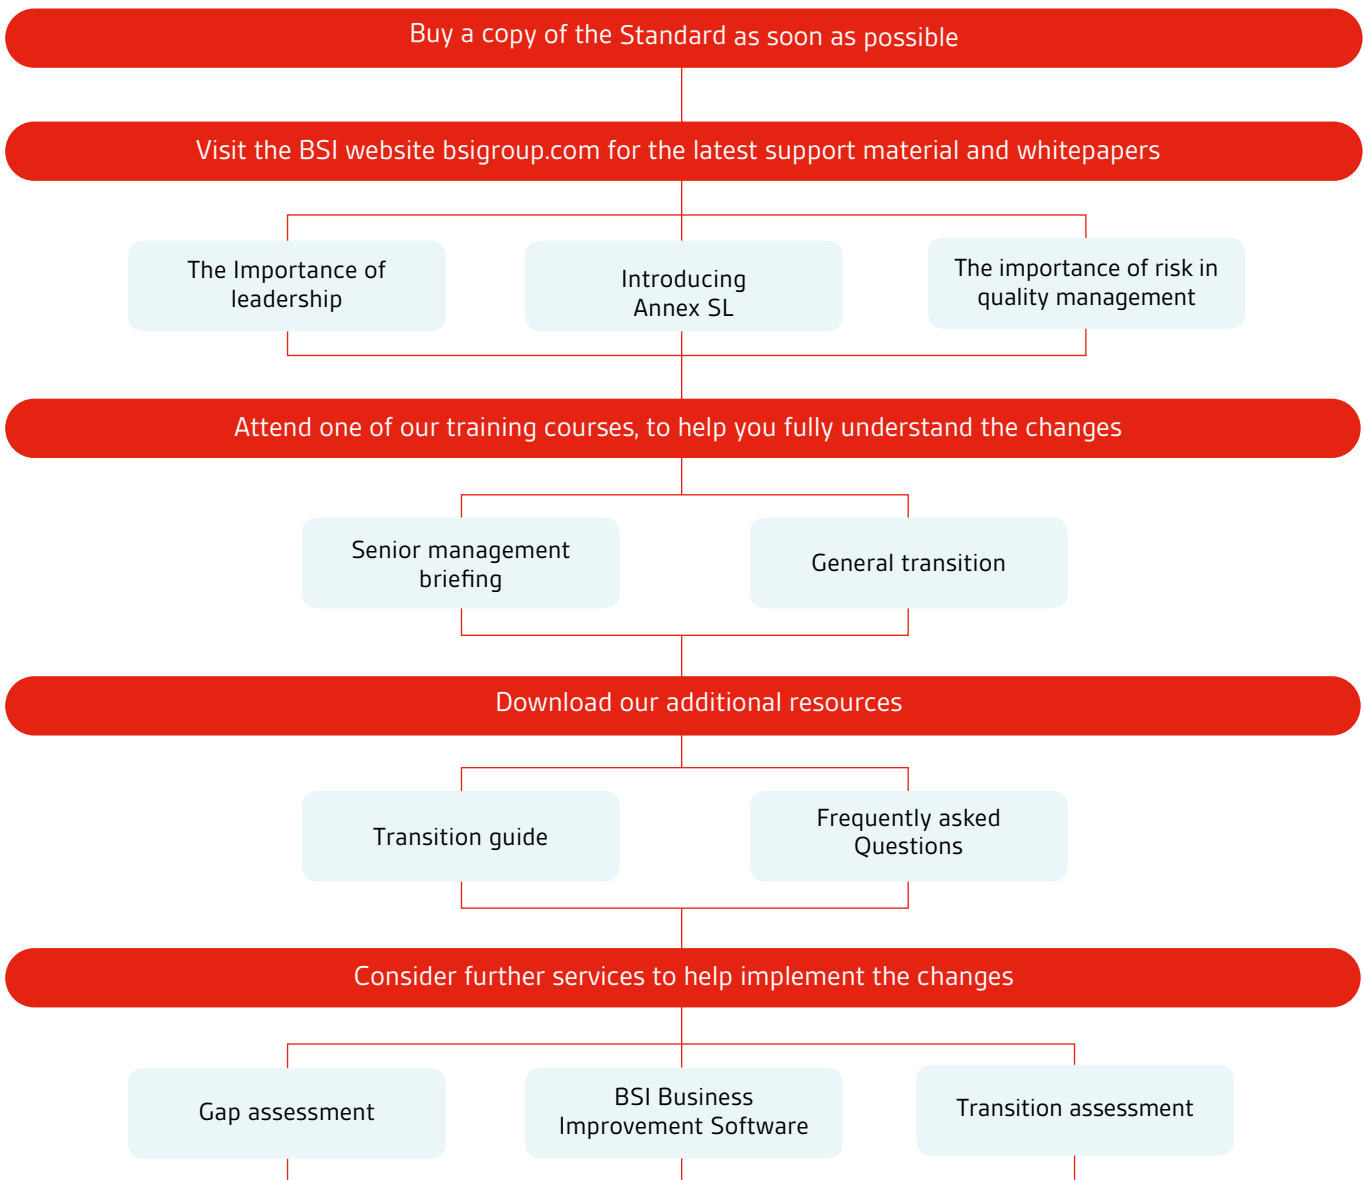 Buy a copy of the Standard as soon as possible
Visit the BSI website bsigroup.com for the latest support material and whitepapers
The Importance of
leadership
Introducing
Annex SL
The importance of risk in
quality management
Attend one of our training courses, to help you fully understand the changes
Senior management
briefing
General transition
Download our additional resources
Transition guide
Frequently asked
Questions
Consider further services to help implement the changes
Gap assessment
BSI Business
Improvement Software
Transition assessment